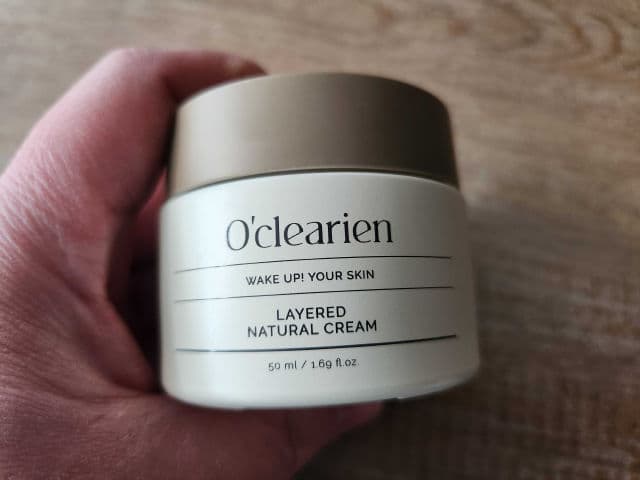 O'clearien
WAKE UP! YOUR SKIN
LAYERED
NATURAL CREAM
50 ml / 1.69 fl.oz.